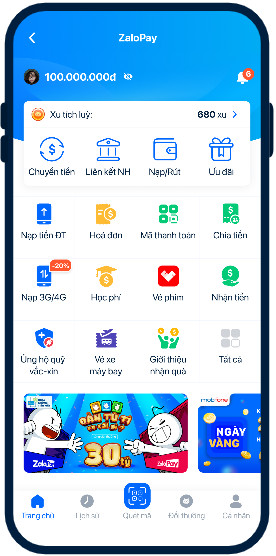 ZaloPay
100.000.000đ
6
Xu tích luỹ:
680 xu
Chuyển tiền
Liên kết NH
Nạp/Rút
Ưu đãi
Nạp tiền ĐT
Hoá đơn
Mã thanh toán
Chia tiền
-20%
Nạp 3G/4G
Học phí
Vé phim
Nhận tiền
Ủng hộ quỹ
vắc-xin
Vé xe
máy bay
Giới thiệu
nhận quà
Tất cả
30 tỷ
ZaloPay
ZaloPay
mobifone
NGÀY
VÀNG
Trang chủ
Lịch sử
Quét mã
Đổi thưởng
Cá nhân